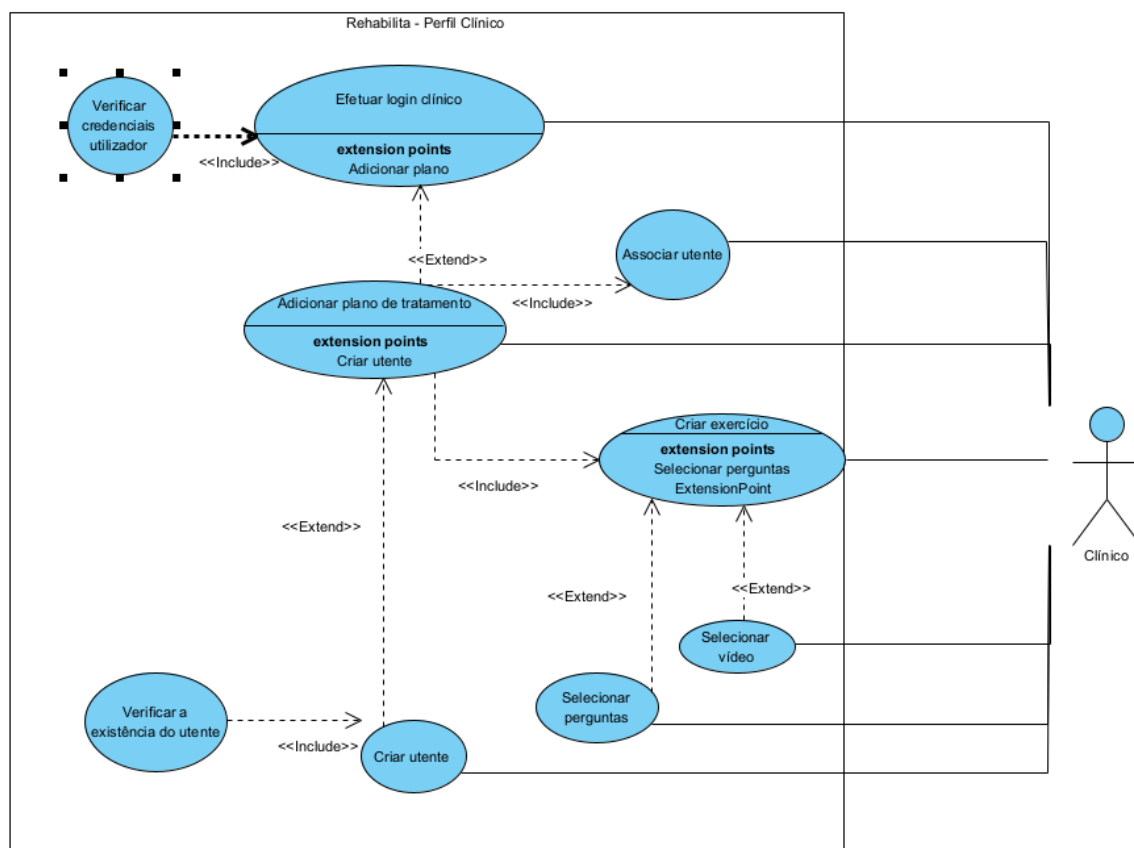 Rehabilita - Perfil Clínico
Verificar
credenciais
utilizador
<<Include>>
Efetuar login clínico
extension points
Adicionar plano
<<Extend>>
Associar utente
<<Include>>
Adicionar plano de tratamento
extension points
Criar utente
Criar exercício
extension points
Selecionar perguntas
ExtensionPoint
<<Include>>
<<Extend>>
<<Extend>>
<<Extend>>
Clínico
Selecionar
vídeo
Selecionar
perguntas
Verificar a
existência do utente
<<Include>>
Criar utente